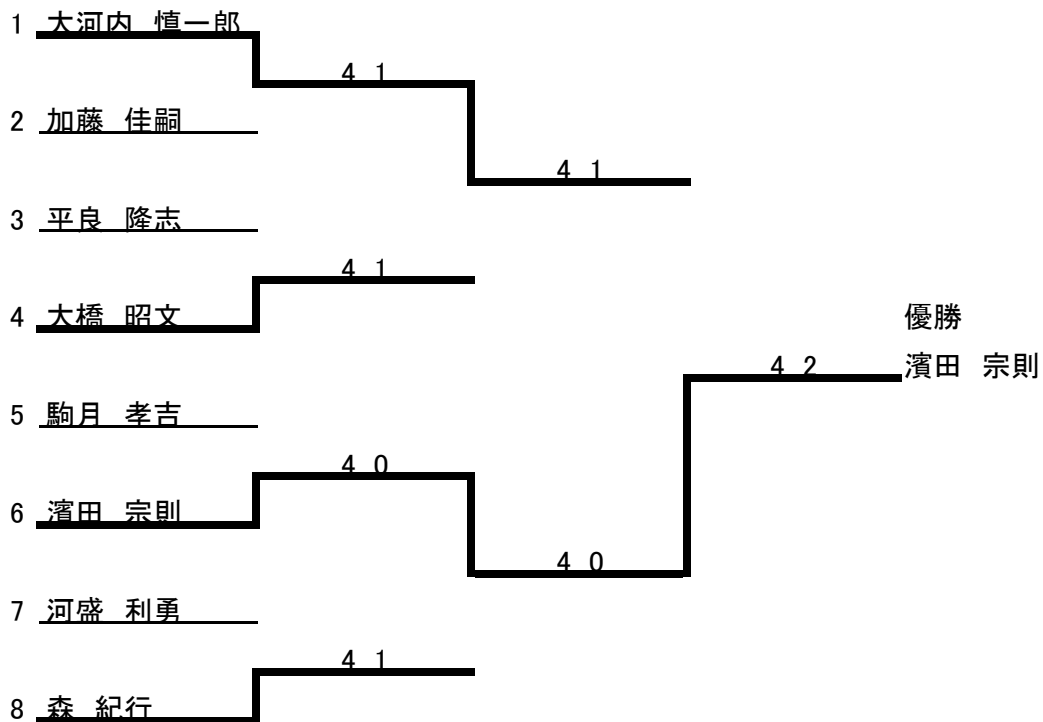 1 大河内 慎一郎
4 1
2 加藤 佳嗣
4 1
3 平良 隆志
4 1
4 大橋 昭文
優勝
4 2
濱田 宗則
5 駒月 孝吉
4 0
6 濱田 宗則
4 0
7 河盛 利勇
4 1
8 森 紀行